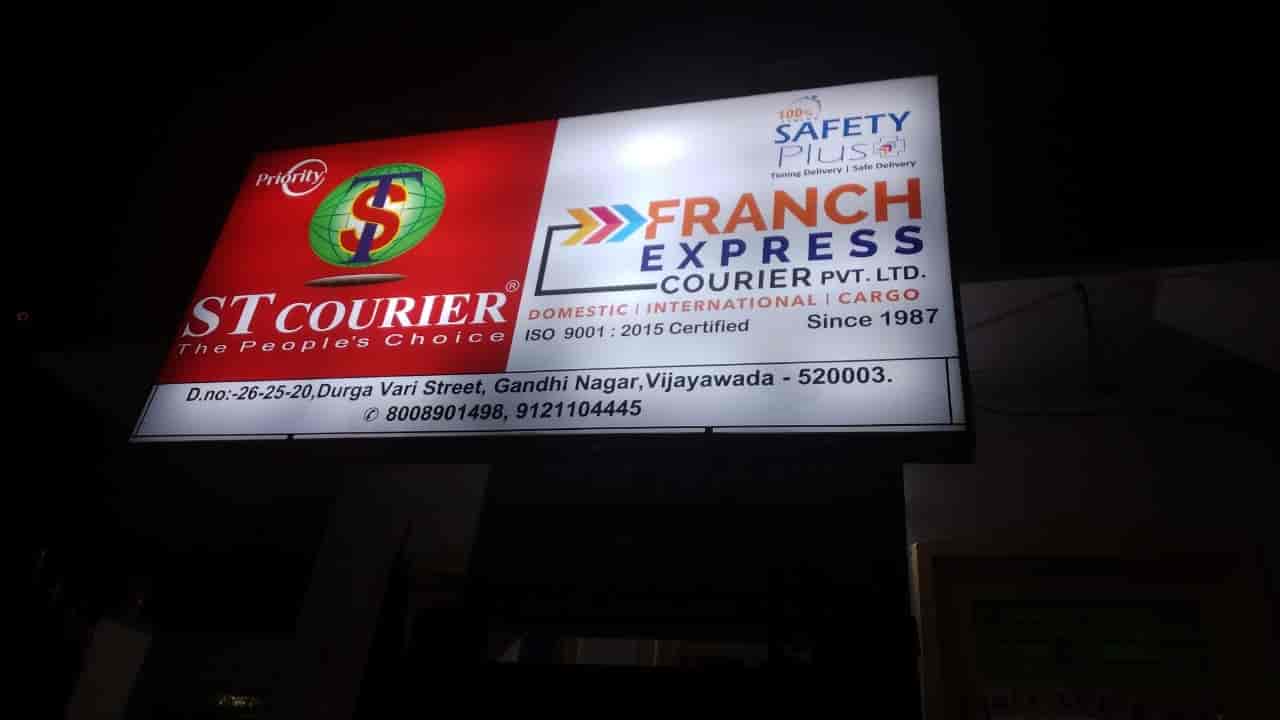 Priority
TS
ST COURIER®
The People's Choice
100%
SAFETY
Plus
Timing Delivery | Safe Delivery
FRANCH
EXPRESS
COURIER PVT. LTD.
DOMESTIC | INTERNATIONAL | CARGO
ISO 9001 : 2015 Certified
Since 1987
D.no:-26-25-20,Durga Vari Street, Gandhi Nagar,Vijayawada - 520003.
✆ 8008901498, 9121104445